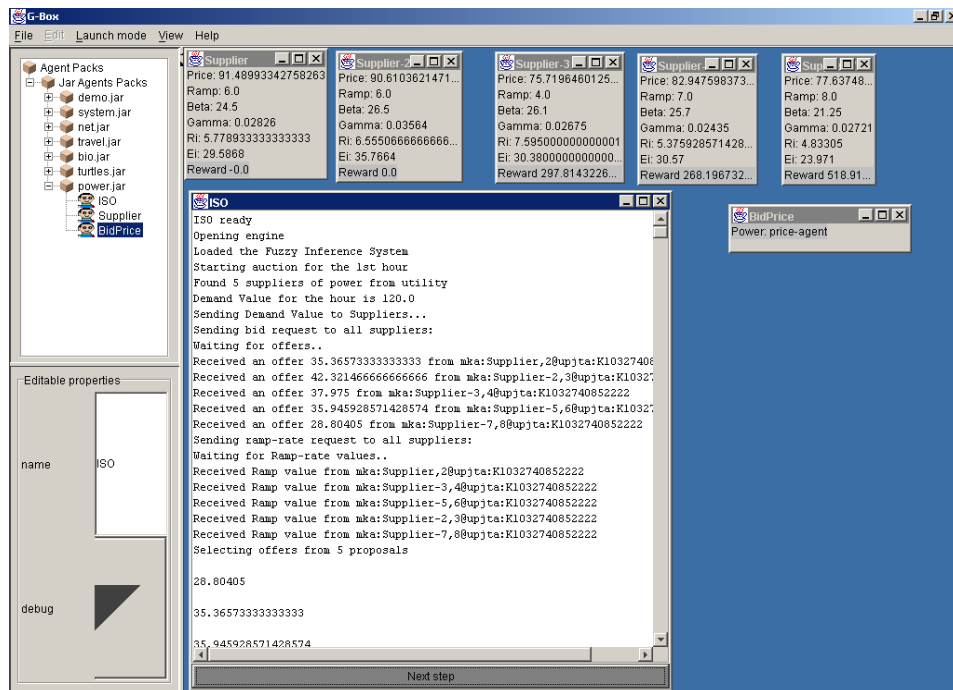 G-Box
File Edit Launch mode View Help
Agent Packs
Jar Agents Packs
demo.jar
system.jar
net.jar
travel.jar
bio.jar
turtles.jar
power.jar
ISO
Supplier
BidPrice
Editable properties
name
ISO
debug
Supplier
Price: 91.48993342758263
Ramp: 6.0
Beta: 24.5
Gamma: 0.02826
Ri: 5.778933333333333
Ei: 29.5868
Reward -0.0
Supplier-2
Price: 90.6103621471...
Ramp: 6.0
Beta: 26.5
Gamma: 0.03564
Ri: 6.5550666666666...
Ei: 35.7664
Reward 0.0
Supplier-3
Price: 75.7196460125...
Ramp: 4.0
Beta: 26.1
Gamma: 0.02675
Ri: 7.595000000000001
Ei: 30.3800000000000...
Reward 297.8143226...
Supplier-
Price: 82.947598373...
Ramp: 7.0
Beta: 25.7
Gamma: 0.02435
Ri: 5.375928571428...
Ei: 30.57
Reward 268.196732...
Sup
Price: 77.63748...
Ramp: 8.0
Beta: 21.25
Gamma: 0.02721
Ri: 4.83305
Ei: 23.971
Reward 518.91...
BidPrice
Power: price-agent
ISO
ISO ready
Opening engine
Loaded the Fuzzy Inference System
Starting auction for the 1st hour
Found 5 suppliers of power from utility
Demand Value for the hour is 120.0
Sending Demand Value to Suppliers...
Sending bid request to all suppliers:
Waiting for offers..
Received an offer 35.36573333333333 from mka:Supplier,2@upjta:K10327408
Received an offer 42.321466666666666 from mka:Supplier-2,3@upjta:K10327
Received an offer 37.975 from mka:Supplier-3,4@upjta:K1032740852222
Received an offer 35.945928571428574 from mka:Supplier-5,6@upjta:K10327
Received an offer 28.80405 from mka:Supplier-7,8@upjta:K1032740852222
Sending ramp-rate request to all suppliers:
Waiting for Ramp-rate values..
Received Ramp value from mka:Supplier,2@upjta:K1032740852222
Received Ramp value from mka:Supplier-3,4@upjta:K1032740852222
Received Ramp value from mka:Supplier-5,6@upjta:K1032740852222
Received Ramp value from mka:Supplier-2,3@upjta:K1032740852222
Received Ramp value from mka:Supplier-7,8@upjta:K1032740852222
Selecting offers from 5 proposals
28.80405
35.36573333333333
35.945928571428574
Next step